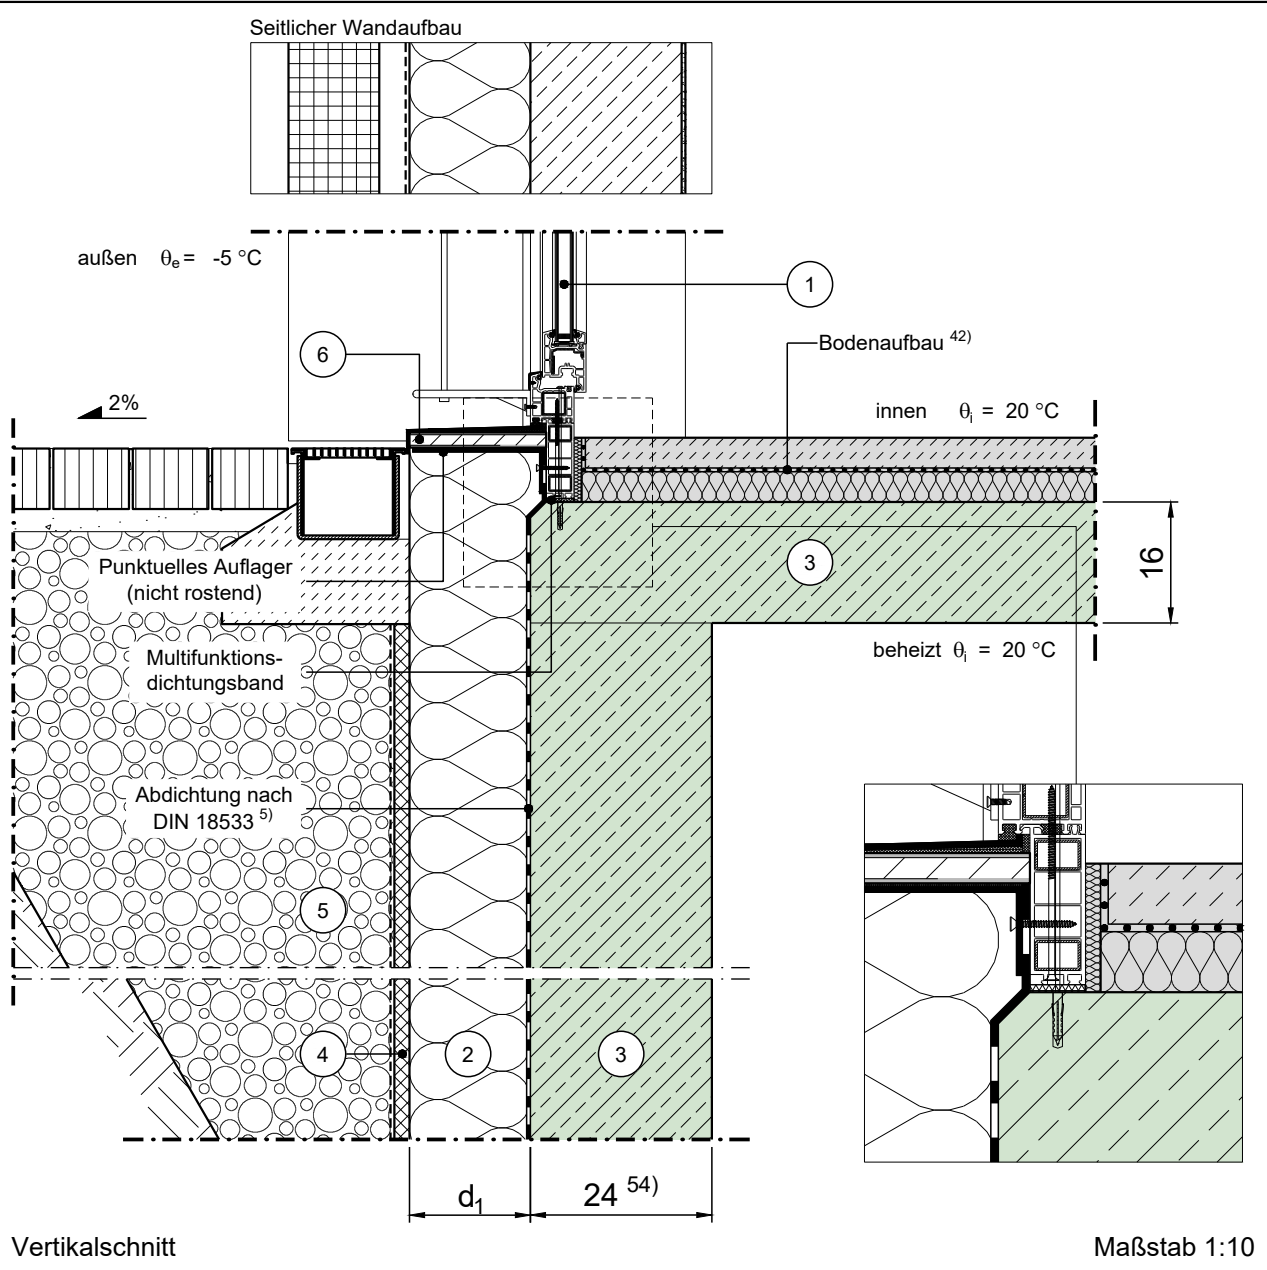 Seitlicher Wandaufbau
außen θe = -5 °C
1
6
Bodenaufbau 42)
2%
innen θi = 20 °C
Punktuelles Auflager
(nicht rostend)
3
16
Multifunktions-
dichtungsband
beheizt θi = 20 °C
Abdichtung nach
DIN 18533 5)
5
4
2
3
d1
24 54)
Vertikalschnitt
Maßstab 1:10